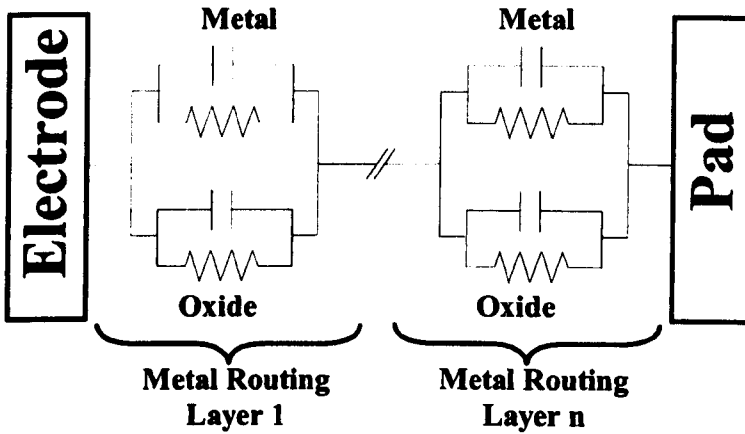 Electrode
Metal
Oxide
Metal Routing
Layer 1
Metal
Oxide
Metal Routing
Layer n
Pad